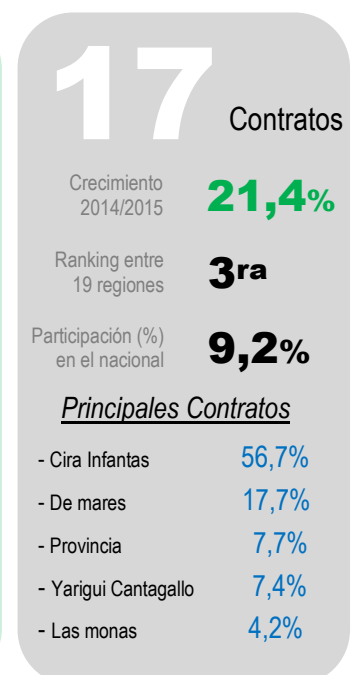 17
Contratos
Crecimiento
2014/2015
21,4%
Ranking entre
19 regiones
3ra
Participación (%)
en el nacional
9,2%
Principales Contratos
- Cira Infantas 56,7%
- De mares 17,7%
- Provincia 7,7%
- Yarigui Cantagallo 7,4%
- Las monas 4,2%